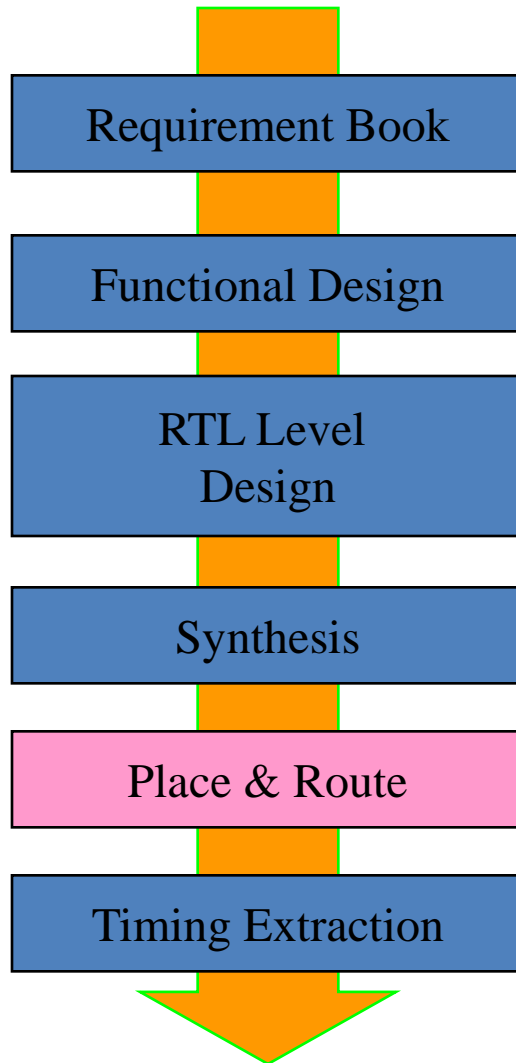 Requirement Book
Functional Design
RTL Level
Design
Synthesis
Place & Route
Timing Extraction